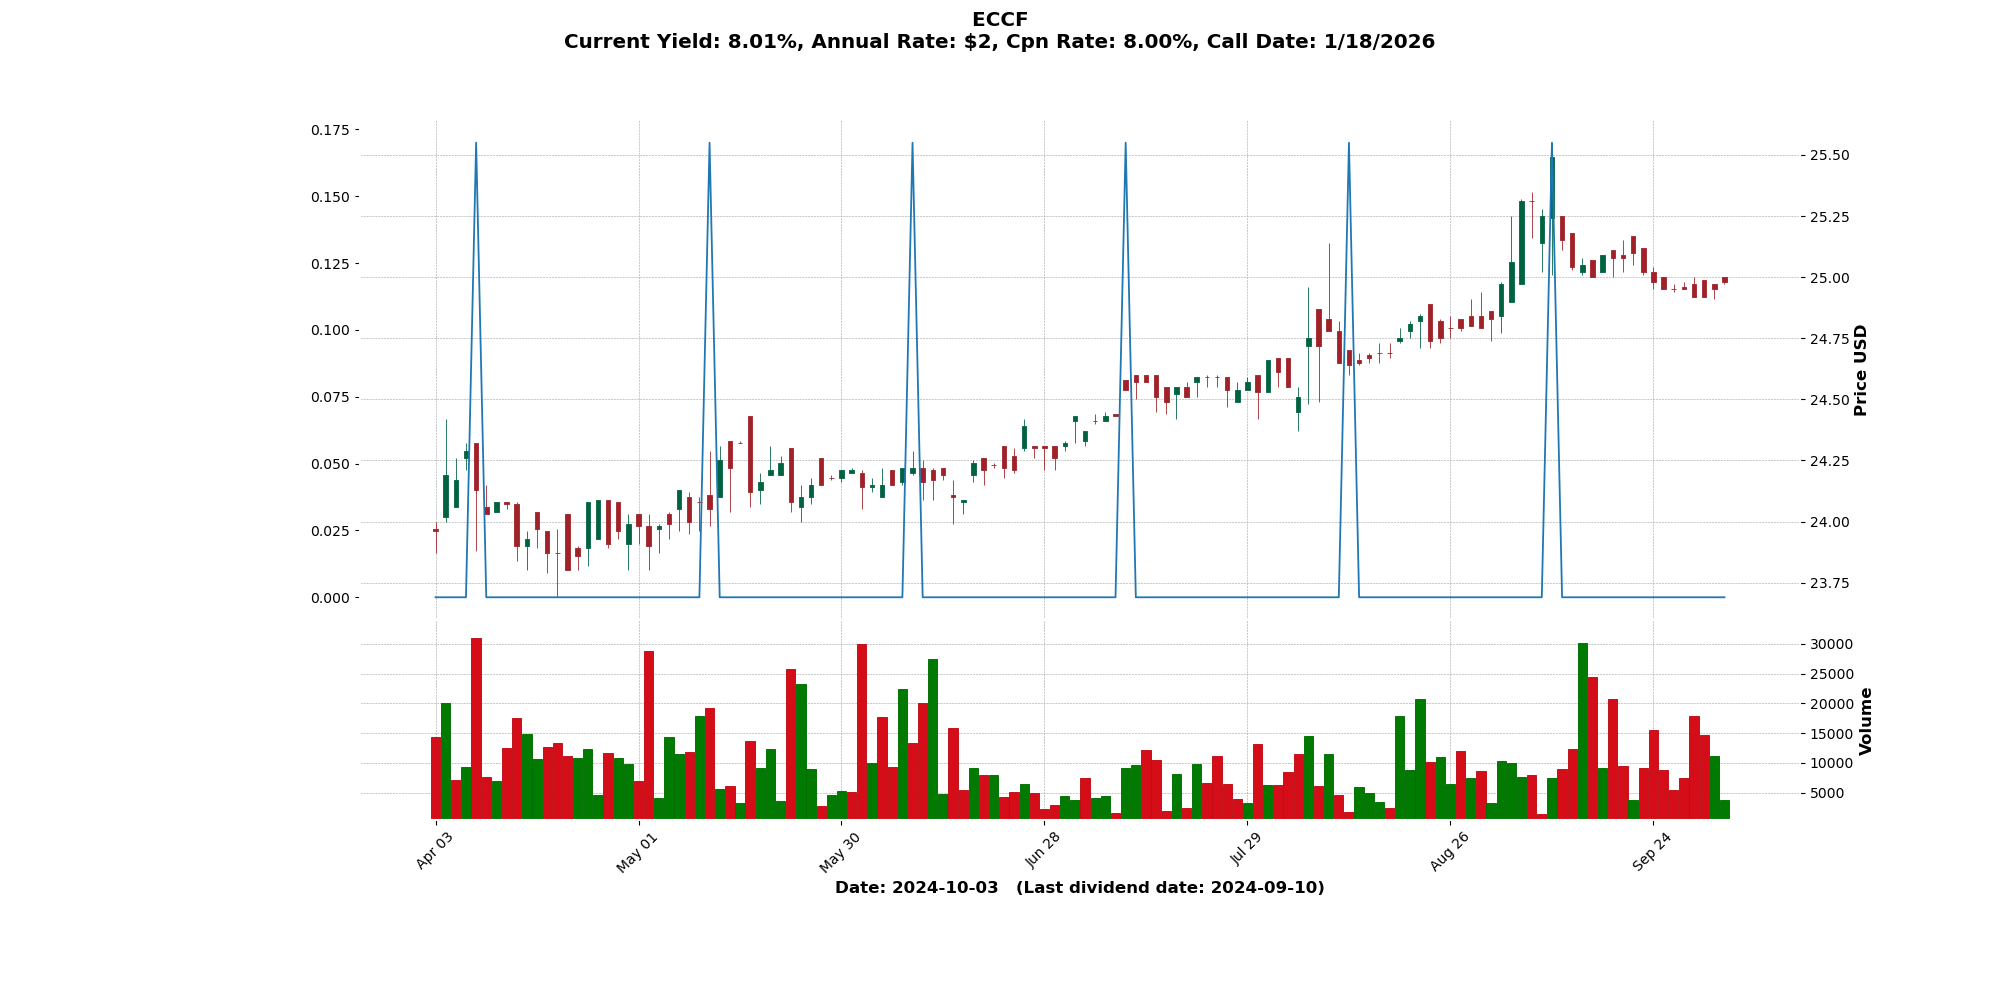 ECCF
Current Yield: 8.01%, Annual Rate: $2, Cpn Rate: 8.00%, Call Date: 1/18/2026
0.175
0.150
0.125
0.100
0.075
0.050
0.025
0.000
25.50
25.25
25.00
24.75
24.50
24.25
24.00
23.75
Price USD
30000
25000
20000
15000
10000
5000
Volume
Apr 03
May 01
May 30
Jun 28
Jul 29
Aug 26
Sep 24
Date: 2024-10-03   (Last dividend date: 2024-09-10)